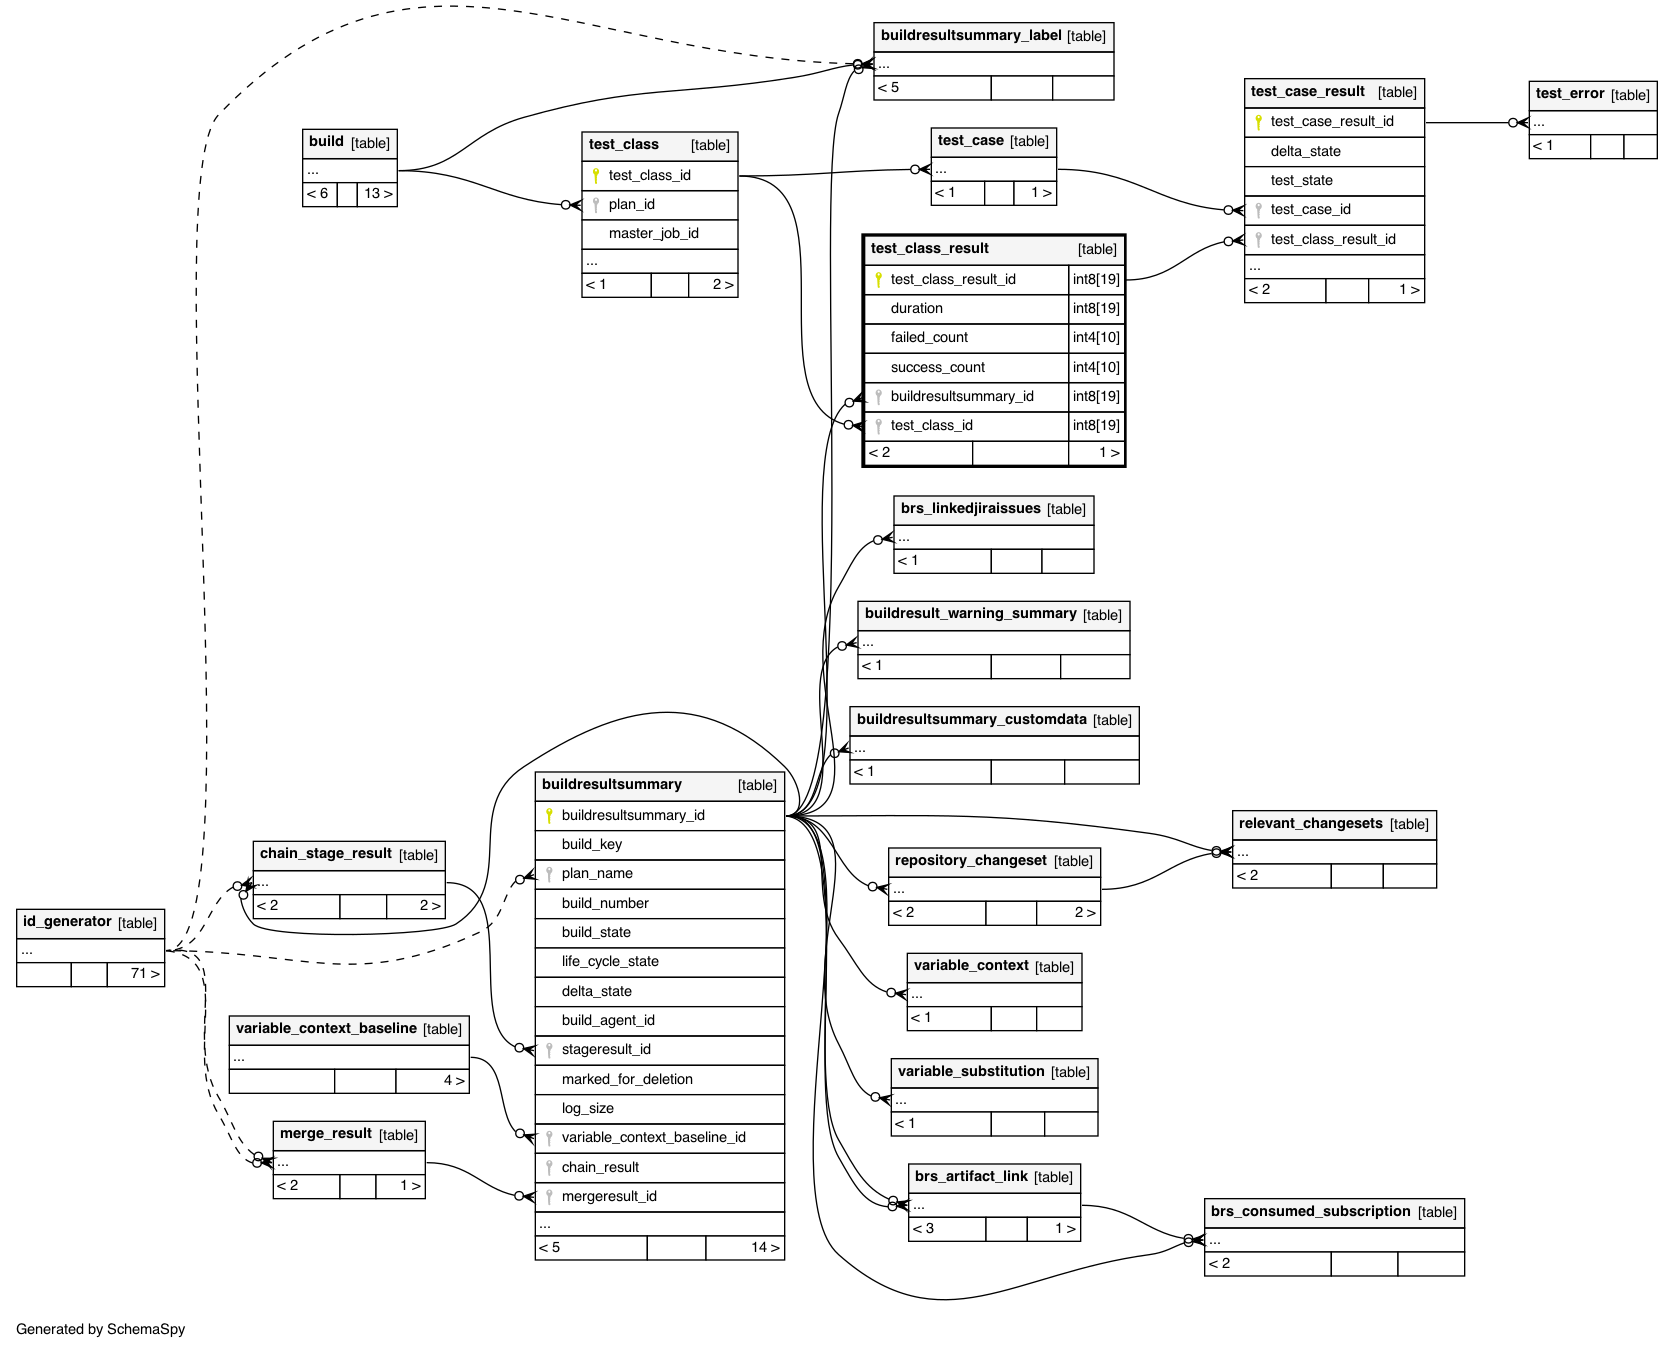 buildresultsummary_label [table]
...
< 5
build [table]
...
< 6 13 >
test_class [table]
test_class_id
plan_id
master_job_id
...
< 1 2 >
test_case [table]
...
< 1 1 >
test_case_result [table]
test_case_result_id
delta_state
test_state
test_case_id
test_class_result_id
...
< 2 1 >
test_error [table]
...
< 1
test_class_result [table]
test_class_result_id int8[19]
duration int8[19]
failed_count int4[10]
success_count int4[10]
buildresultsummary_id int8[19]
test_class_id int8[19]
< 2 1 >
brs_linkedjiraissues [table]
...
< 1
buildresult_warning_summary [table]
...
< 1
buildresultsummary_customdata [table]
...
< 1
buildresultsummary [table]
buildresultsummary_id
build_key
plan_name
build_number
build_state
life_cycle_state
delta_state
build_agent_id
stageresult_id
marked_for_deletion
log_size
variable_context_baseline_id
chain_result
mergeresult_id
...
< 5 14 >
chain_stage_result [table]
...
< 2 2 >
id_generator [table]
...
71 >
variable_context_baseline [table]
...
4 >
merge_result [table]
...
< 2 1 >
relevant_changesets [table]
...
< 2
repository_changeset [table]
...
< 2 2 >
variable_context [table]
...
< 1
variable_substitution [table]
...
< 1
brs_artifact_link [table]
...
< 3 1 >
brs_consumed_subscription [table]
...
< 2
Generated by SchemaSpy